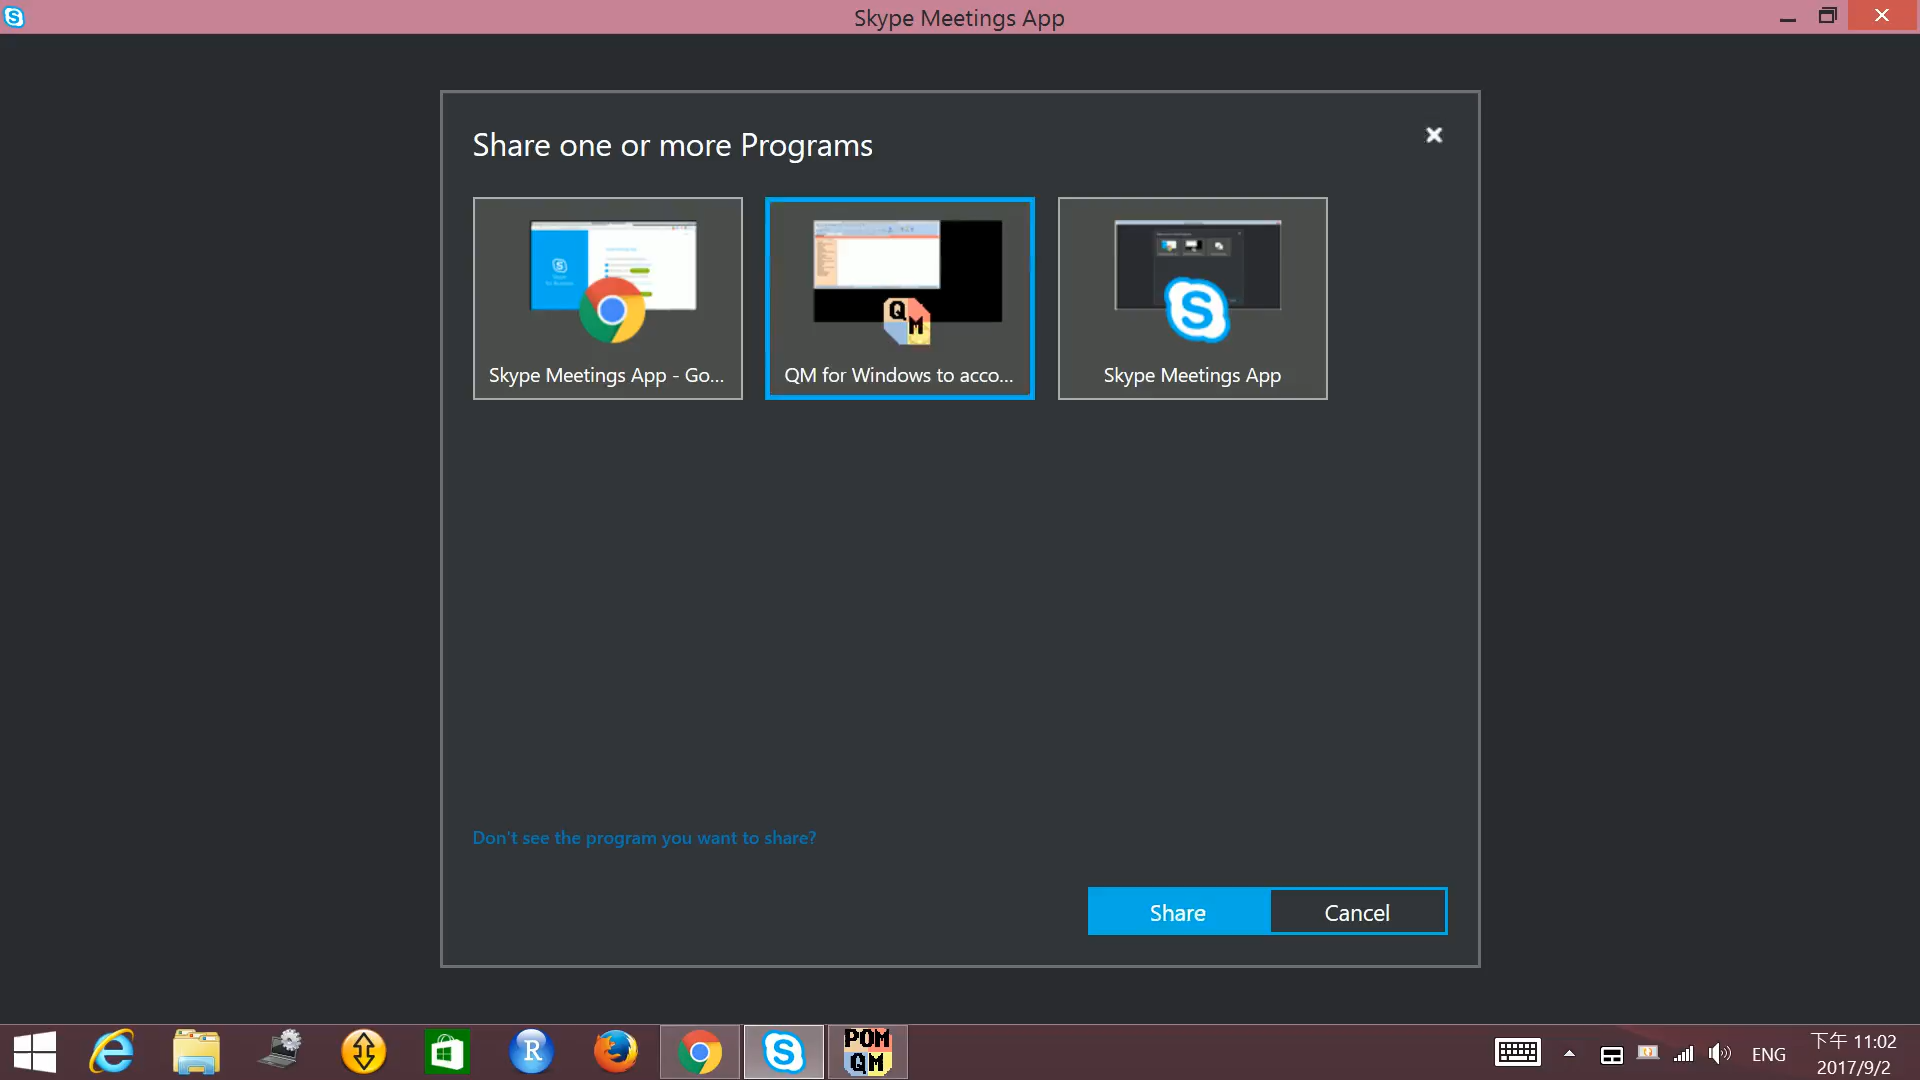 Skype Meetings App
Share one or more Programs
Skype Meetings App - Go...
QM for Windows to acco...
Skype Meetings App
Don't see the program you want to share?
Share
Cancel
POM
QM
ENG
下午 11:02
2017/9/2